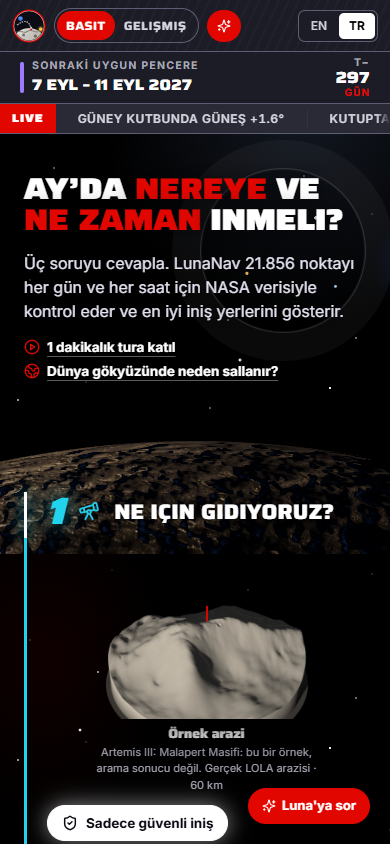 BASIT GELIŞMIŞ EN TR
SONRAKI UYGUN PENCERE
7 EYL – 11 EYL 2027
T−
297
GÜN
LIVE GÜNEY KUTBUNDA GÜNEŞ +1.6° KUTUPTA
AY’DA NEREYE VE
NE ZAMAN INMELI?
Üç soruyu cevapla. LunaNav 21.856 noktayı
her gün ve her saat için NASA verisiyle
kontrol eder ve en iyi iniş yerlerini gösterir.
1 dakikalık tura katıl
Dünya gökyüzünde neden sallanır?
1 NE IÇIN GIDIYORUZ?
Örnek arazi
Artemis III: Malapert Masifi: bu bir örnek,
arama sonucu değil. Gerçek LOLA arazisi ·
60 km
Luna'ya sor
Sadece güvenli iniş